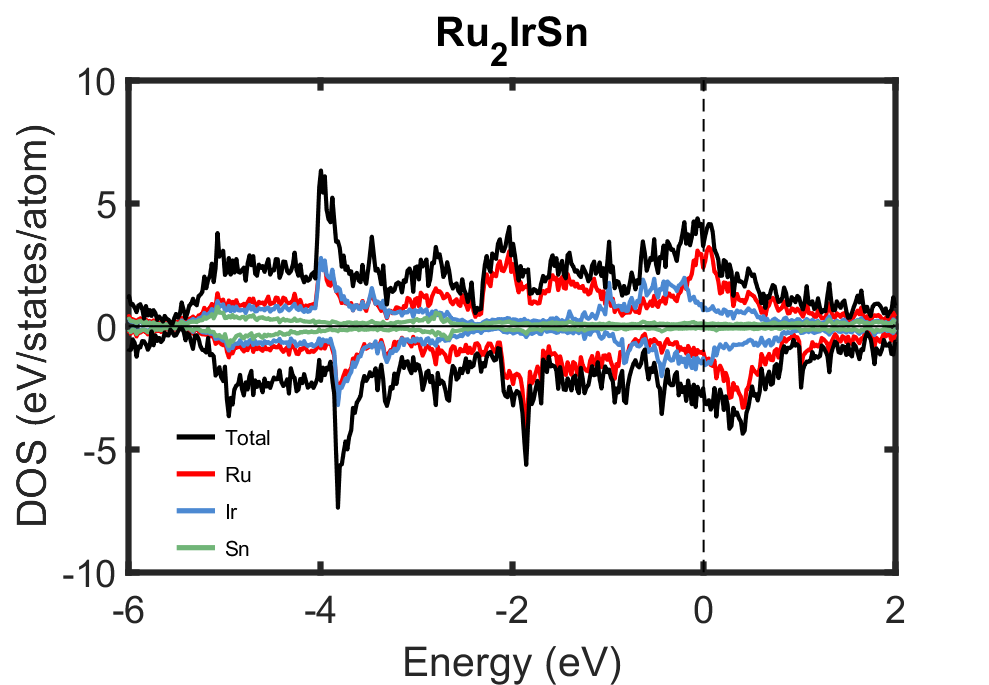 Ru₂IrSn
10
5
0
-5
-10
DOS (eV/states/atom)
Total
Ru
Ir
Sn
-6 -4 -2 0 2
Energy (eV)